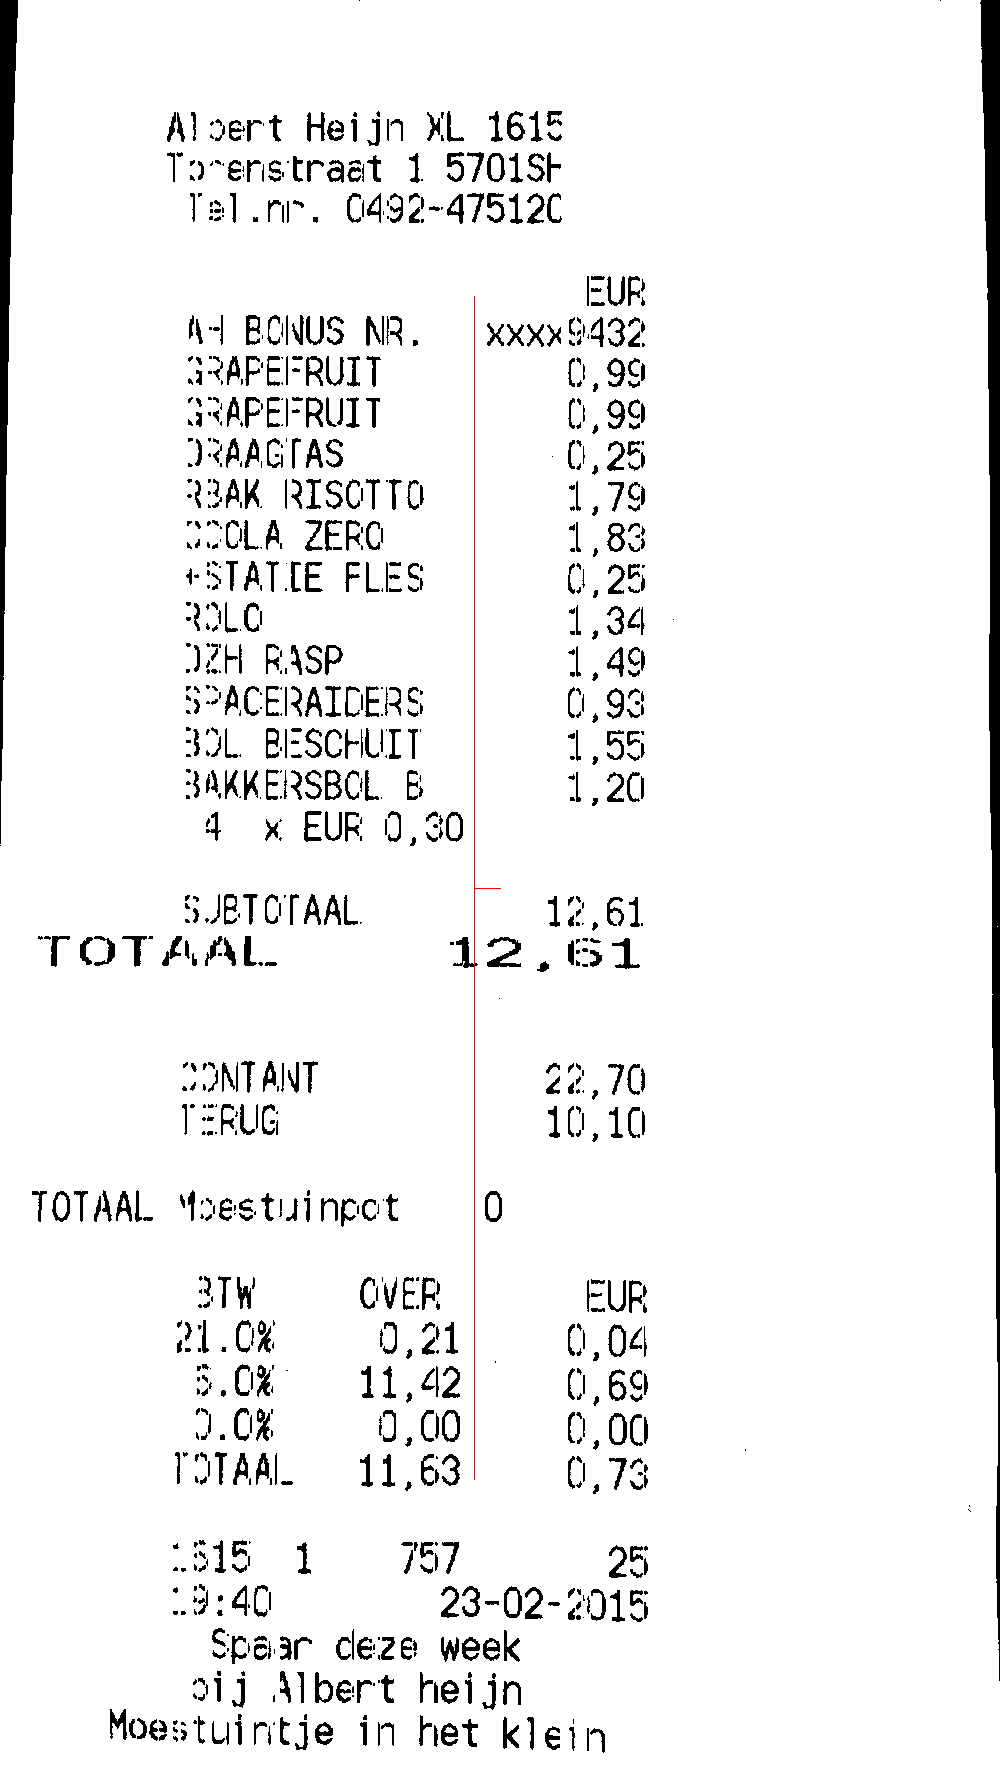 Albert Heijn XL 1615
Torenstraat 1 5701SH
Tel.nr. 0492-475120
EUR
AH BONUS NR. xxxx9432
GRAPEFRUIT 0,99
GRAPEFRUIT 0,99
DRAAGTAS 0,25
RBAK RISOTTO 1,79
CCOLA ZERO 1,83
+STATIE FLES 0,25
ROLO 1,34
OZH RASP 1,49
SPACERAIDERS 0,93
BOL BESCHUIT 1,55
BAKKERSBOL B 1,20
4 x EUR 0,30
SUBTOTAAL 12,61
TOTAAL 12,61
CONTANT 22,70
TERUG 10,10
TOTAAL Moestuinpot 0
BTW OVER EUR
21.0% 0,21 0,04
6.0% 11,42 0,69
0.0% 0,00 0,00
TOTAAL 11,63 0,73
1615 1 757 25
19:40 23-02-2015
Spaar deze week
bij Albert heijn
Moestuintje in het klein